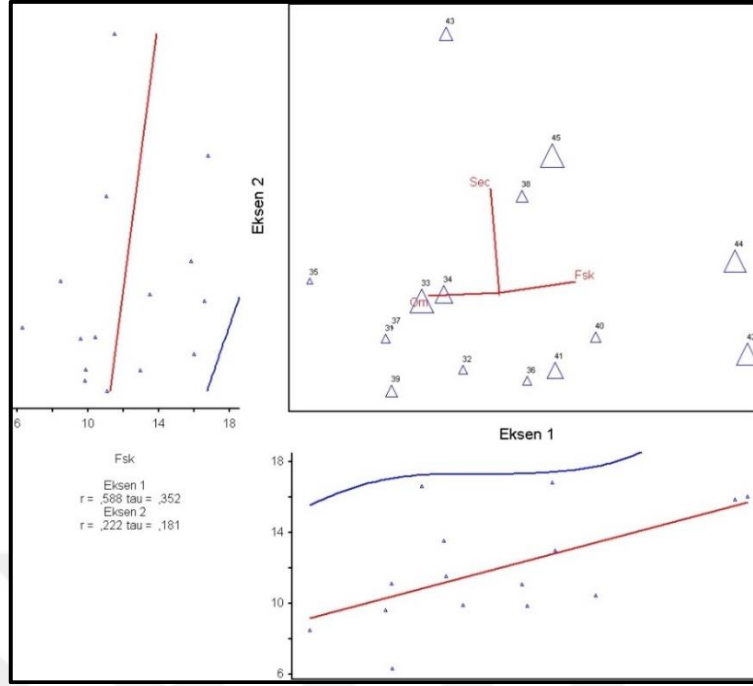 43
45
Sec
38
Eksen 2
44
35
33
34
Fsk
Om
37
31
40
42
32
41
36
39
6
10
14
18
Eksen 1
Fsk
Eksen 1
r = ,588 tau = ,352
Eksen 2
r = ,222 tau = ,181
18
14
10
6